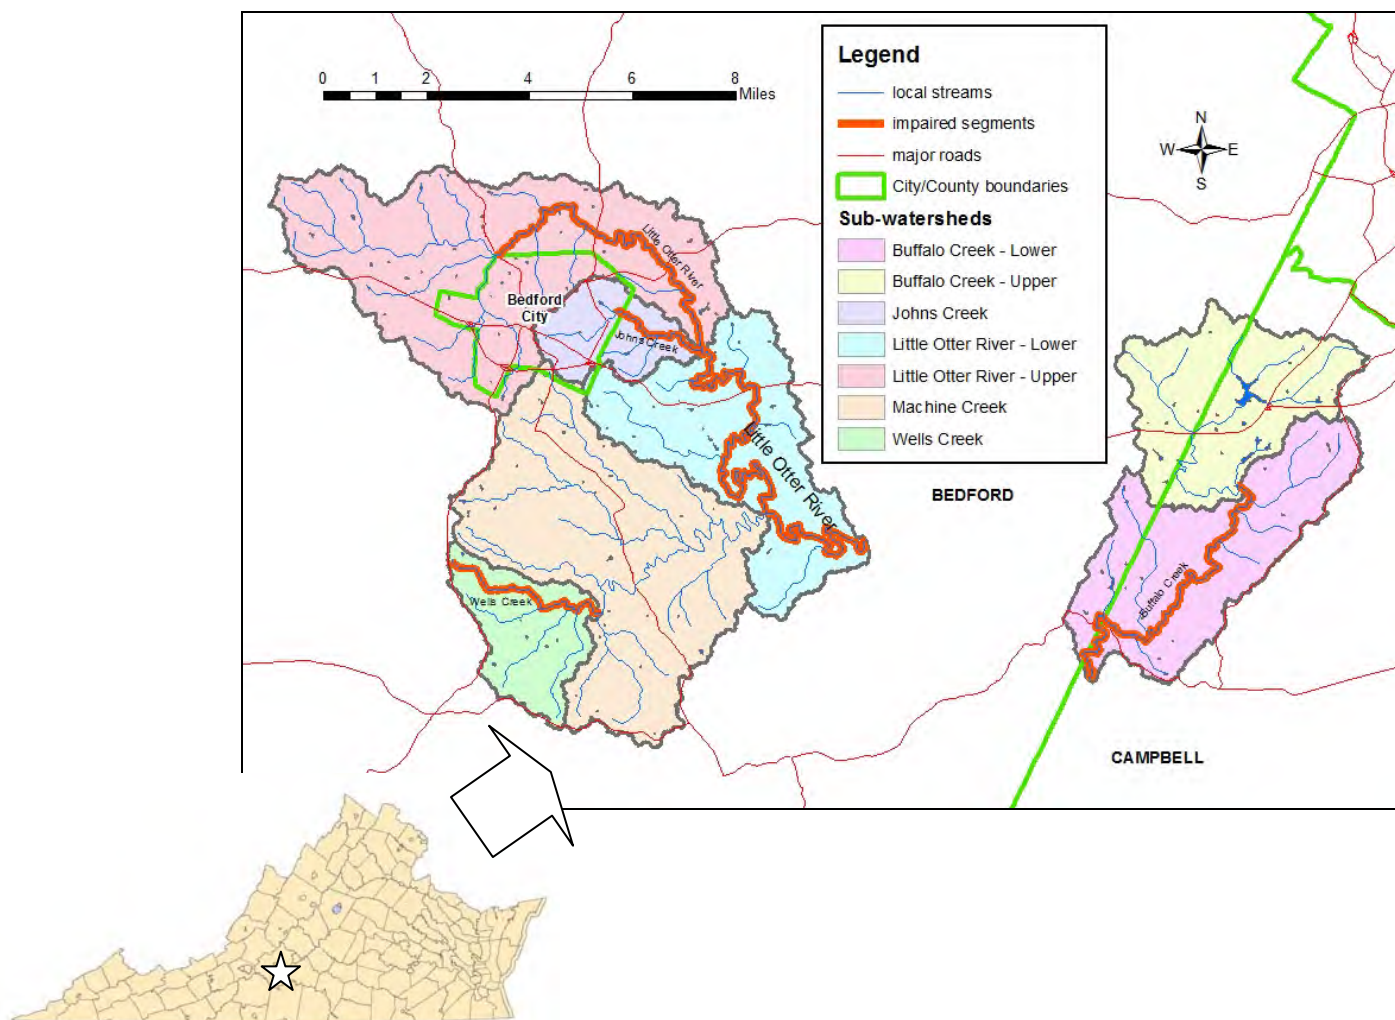 0 1 2 4 6 8
Miles
Legend
local streams
impaired segments
major roads
City/County boundaries
Sub-watersheds
Buffalo Creek - Lower
Buffalo Creek - Upper
Johns Creek
Little Otter River - Lower
Little Otter River - Upper
Machine Creek
Wells Creek
N
W E
S
Little Otter River
Bedford
City
Johns Creek
Little Otter River
BEDFORD
Wells Creek
Buffalo Creek
CAMPBELL